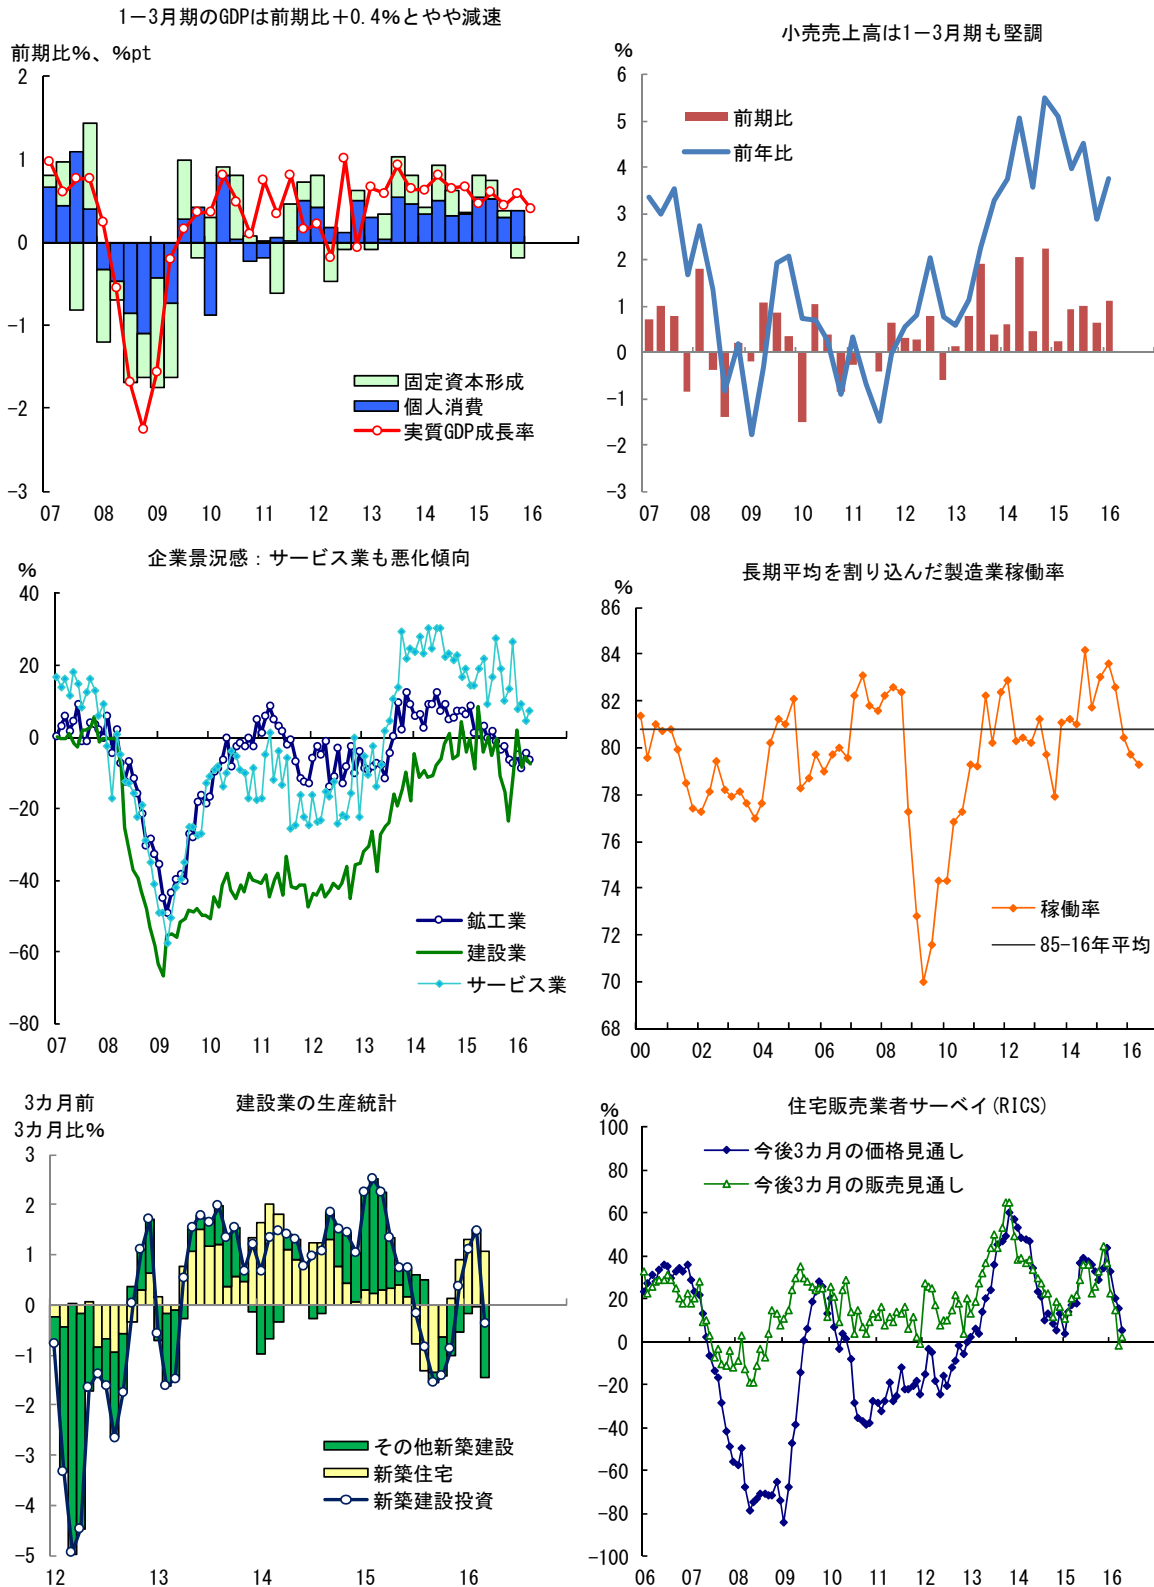 1－3月期のGDPは前期比＋0.4%とやや減速
前期比%、%pt
2
1
0
-1
-2
-3
固定資本形成
個人消費
実質GDP成長率
07 08 09 10 11 12 13 14 15 16
小売売上高は1－3月期も堅調
%
6
5
4
3
2
1
0
-1
-2
-3
前期比
前年比
07 08 09 10 11 12 13 14 15 16
企業景況感：サービス業も悪化傾向
%
40
20
0
-20
-40
-60
-80
鉱工業
建設業
サービス業
07 08 09 10 11 12 13 14 15 16
長期平均を割り込んだ製造業稼働率
%
86
84
82
80
78
76
74
72
70
68
稼働率
85-16年平均
00 02 04 06 08 10 12 14 16
3カ月前
3カ月比%
建設業の生産統計
3
2
1
0
-1
-2
-3
-4
-5
その他新築建設
新築住宅
新築建設投資
12 13 14 15 16
住宅販売業者サーベイ(RICS)
%
100
80
60
40
20
0
-20
-40
-60
-80
-100
今後3カ月の価格見通し
今後3カ月の販売見通し
06 07 08 09 10 11 12 13 14 15 16